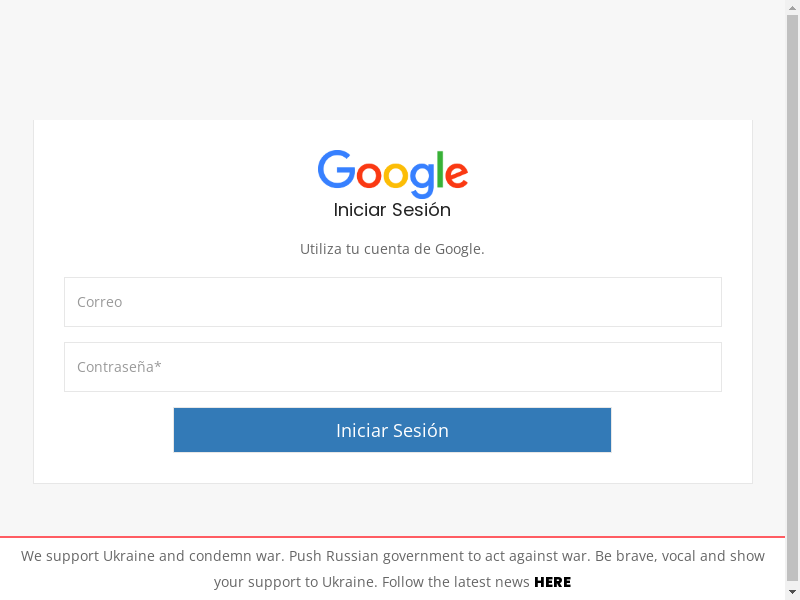 Google
Iniciar Sesión
Utiliza tu cuenta de Google.
Correo
Contraseña*
Iniciar Sesión
We support Ukraine and condemn war. Push Russian government to act against war. Be brave, vocal and show
your support to Ukraine. Follow the latest news HERE